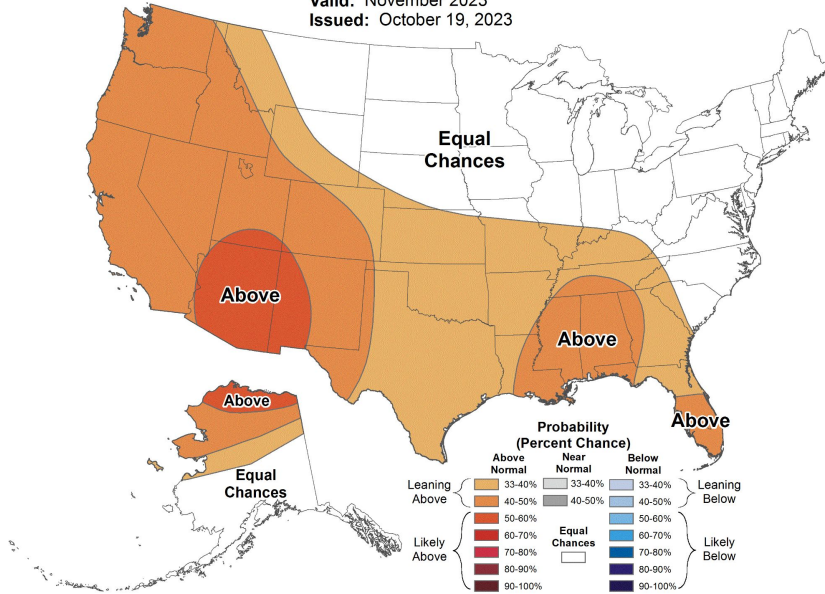 Valid: November 2023
Issued: October 19, 2023
Equal
Chances
Above
Above
Above
Above
Equal
Chances
Probability
(Percent Chance)
Above
Normal
Near
Normal
Below
Normal
Leaning
Above
33-40%
33-40%
33-40%
Leaning
Below
40-50%
40-50%
40-50%
Likely
Above
50-60%
Equal
Chances
50-60%
Likely
Below
60-70%
60-70%
70-80%
70-80%
80-90%
80-90%
90-100%
90-100%